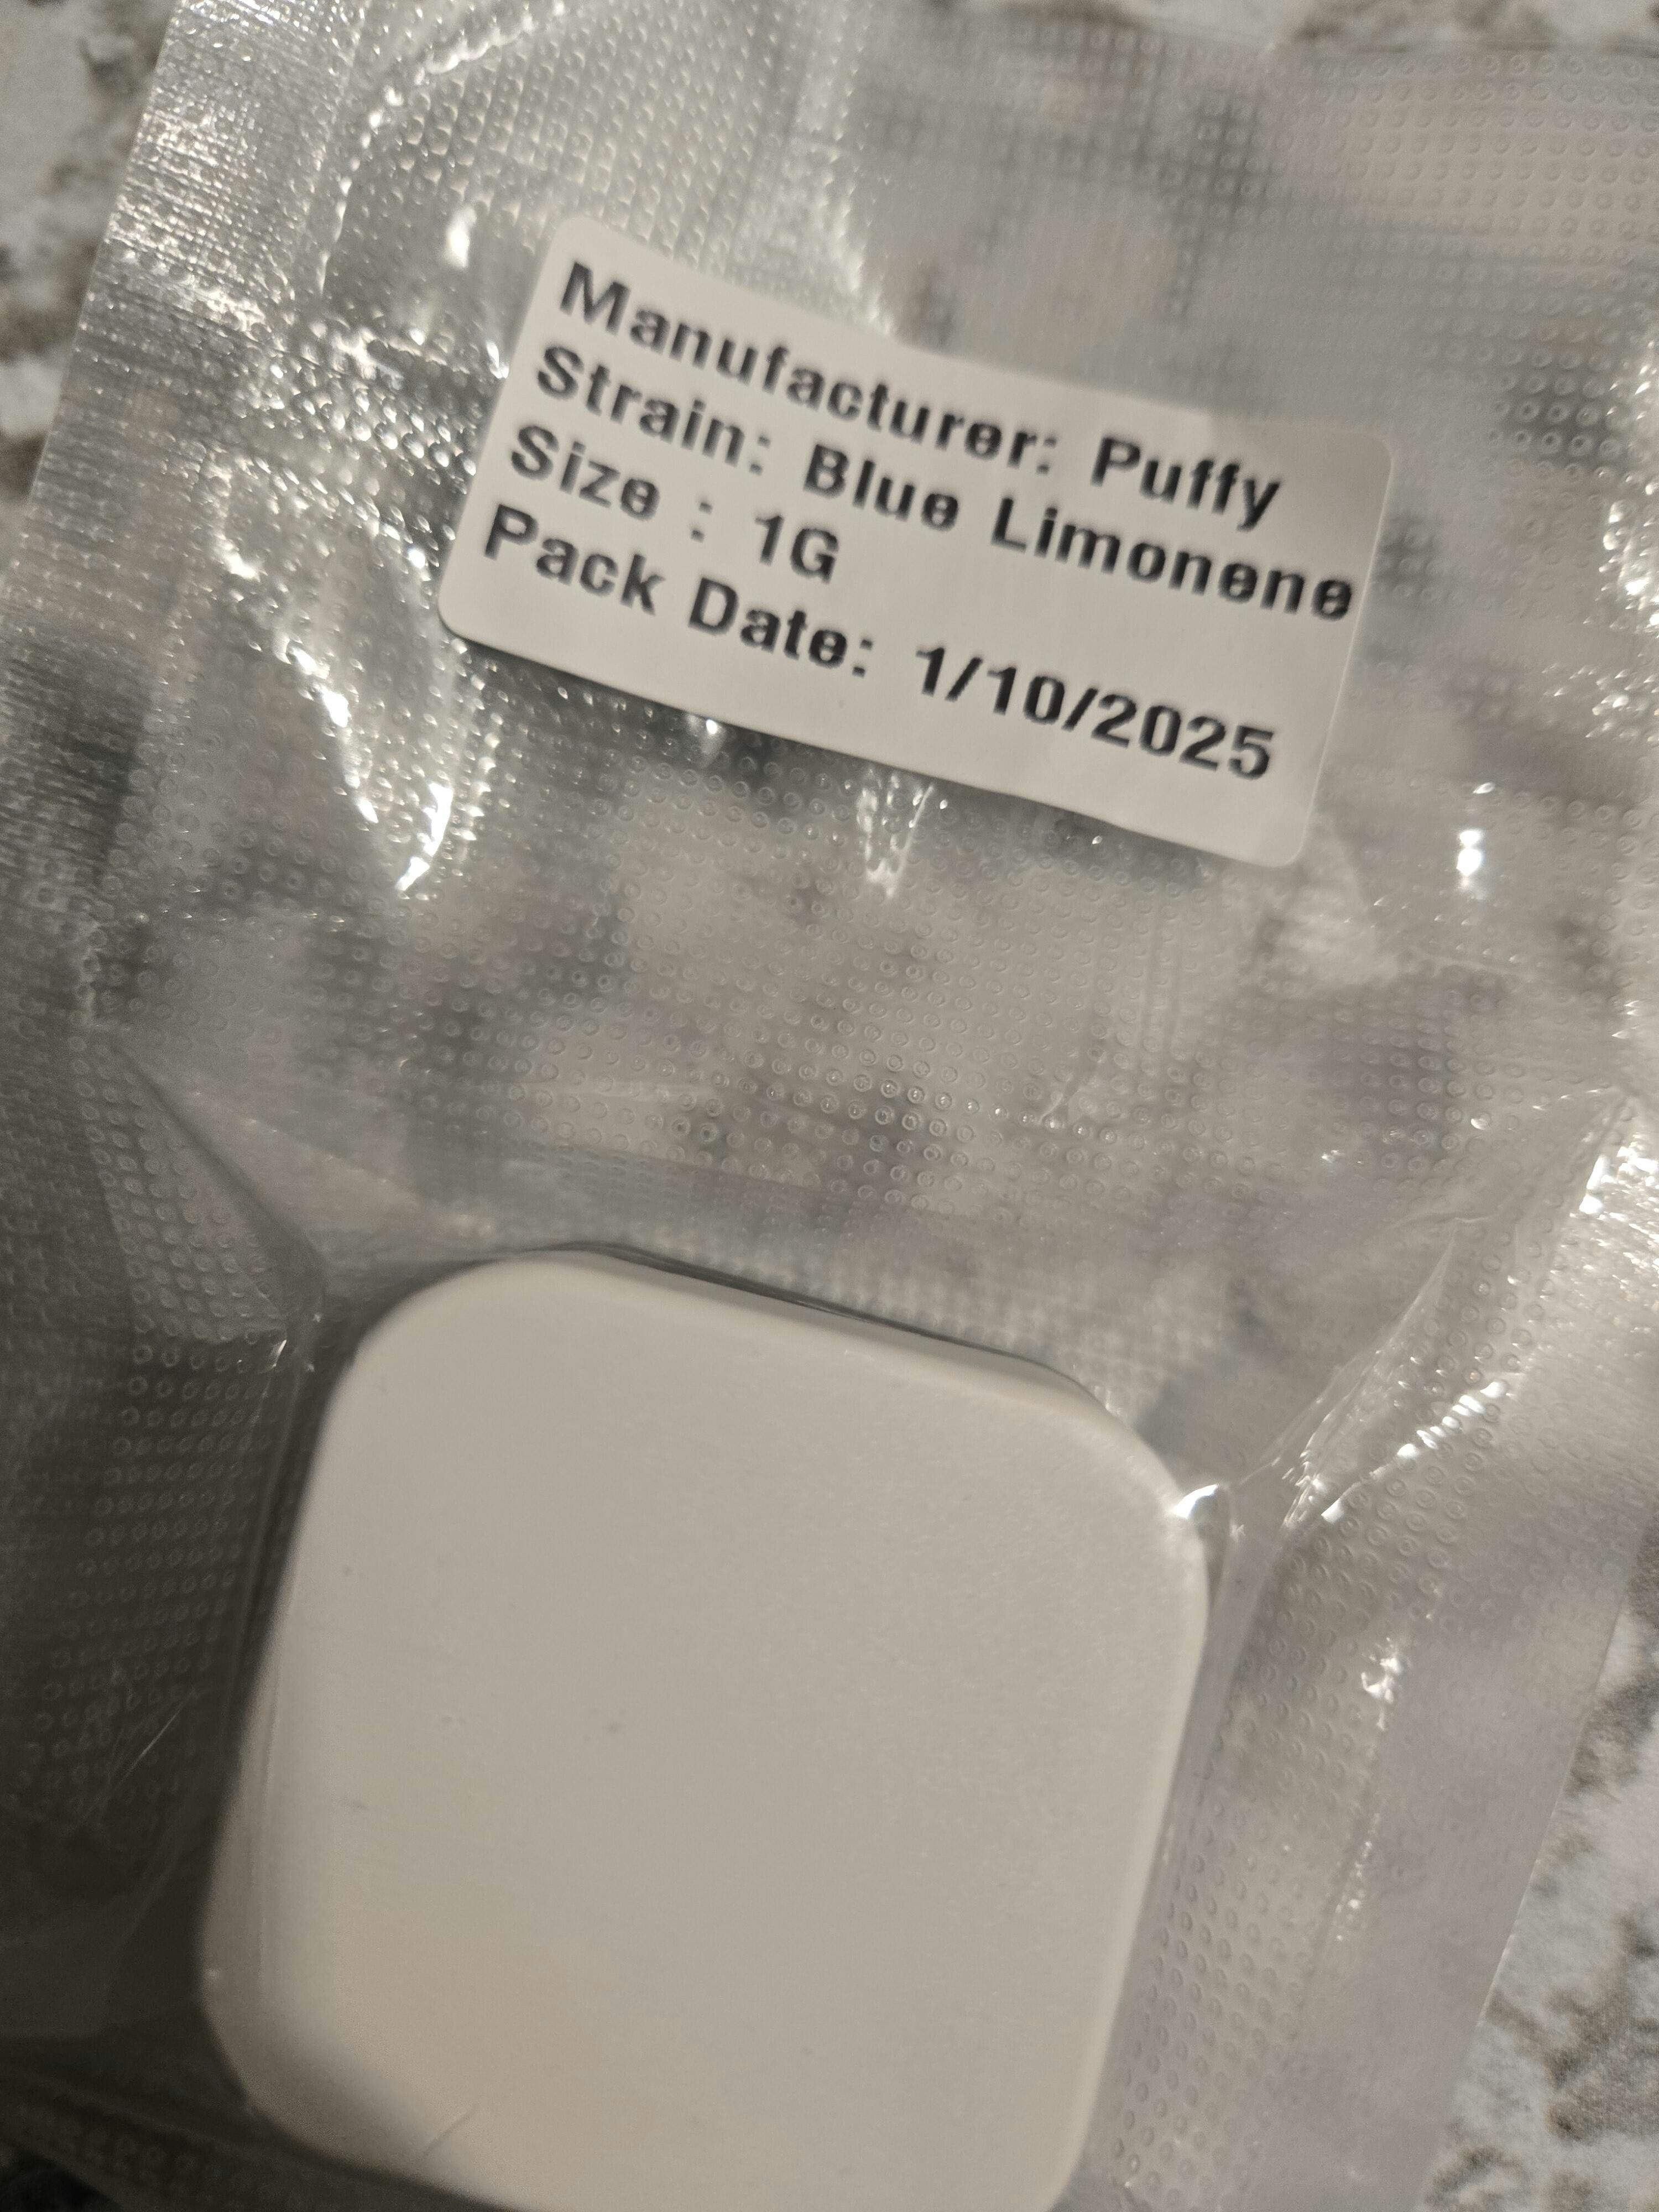 Manufacturer: Puffy
Strain: Blue Limonene
Size : 1G
Pack Date: 1/10/2025